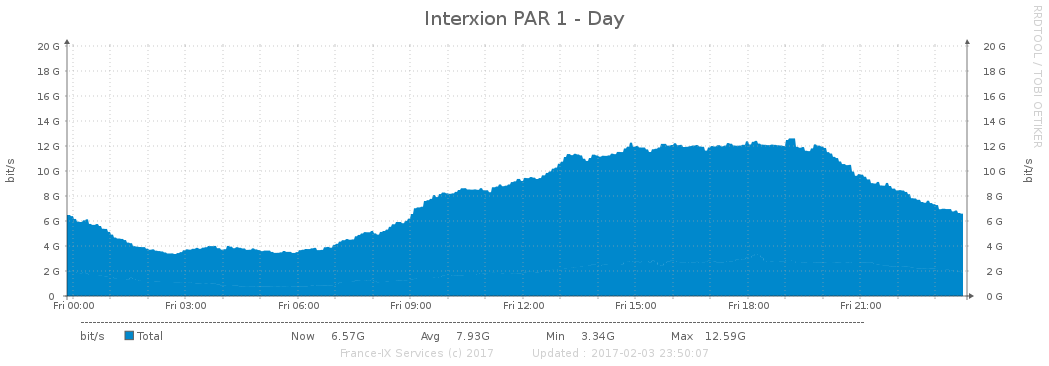 Interxion PAR 1 - Day
RRDTOOL / TOBI OETIKER
20 G 20 G
18 G 18 G
16 G 16 G
14 G 14 G
12 G 12 G
10 G 10 G
8 G 8 G
6 G 6 G
4 G 4 G
2 G 2 G
0 0 G
bit/s
bit/s
Fri 00:00 Fri 03:00 Fri 06:00 Fri 09:00 Fri 12:00 Fri 15:00 Fri 18:00 Fri 21:00
bit/s Total Now 6.57G Avg 7.93G Min 3.34G Max 12.59G
France-IX Services (c) 2017 Updated : 2017-02-03 23:50:07